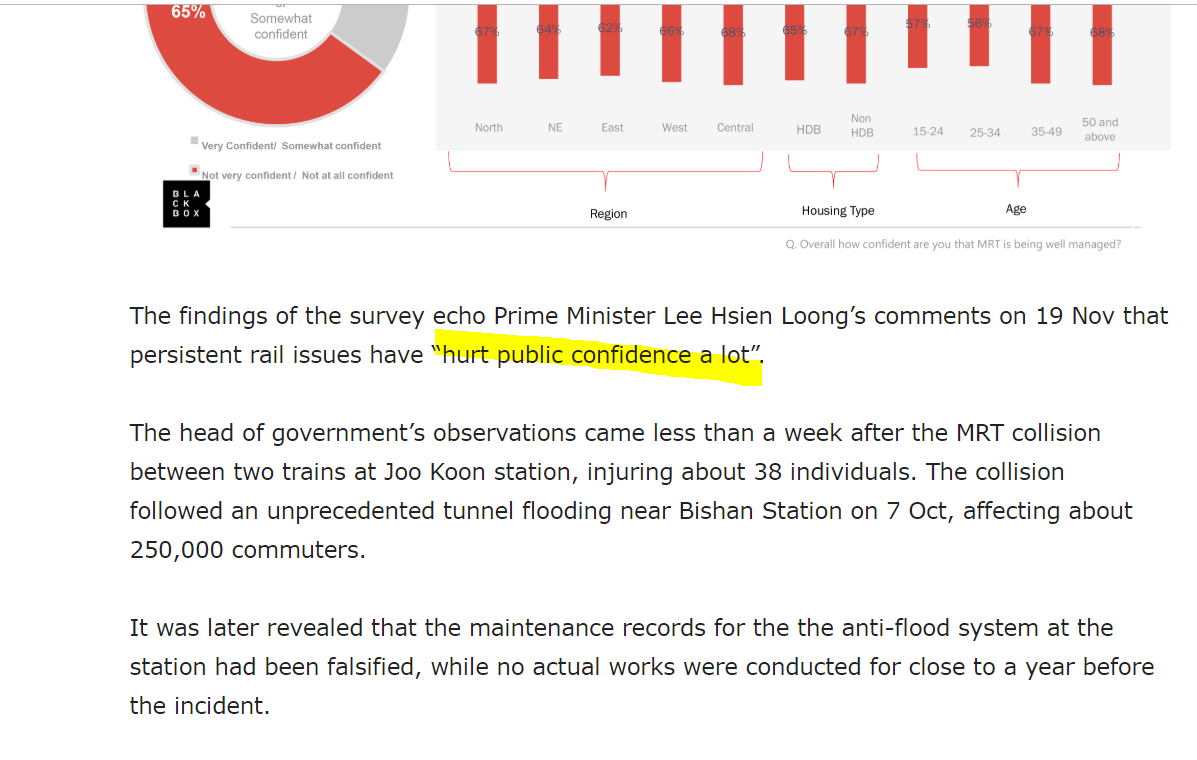 65%
Somewhat
confident
67% 64% 62% 66% 68% 65% 67% 57% 56% 67% 68%
North NE East West Central HDB Non HDB 15-24 25-34 35-49 50 and above
Very Confident/ Somewhat confident
Not very confident / Not at all confident
BLA
CK
BOX
Region Housing Type Age
Q. Overall how confident are you that MRT is being well managed?
The findings of the survey echo Prime Minister Lee Hsien Loong’s comments on 19 Nov that
persistent rail issues have “hurt public confidence a lot”.
The head of government’s observations came less than a week after the MRT collision
between two trains at Joo Koon station, injuring about 38 individuals. The collision
followed an unprecedented tunnel flooding near Bishan Station on 7 Oct, affecting about
250,000 commuters.
It was later revealed that the maintenance records for the the anti-flood system at the
station had been falsified, while no actual works were conducted for close to a year before
the incident.